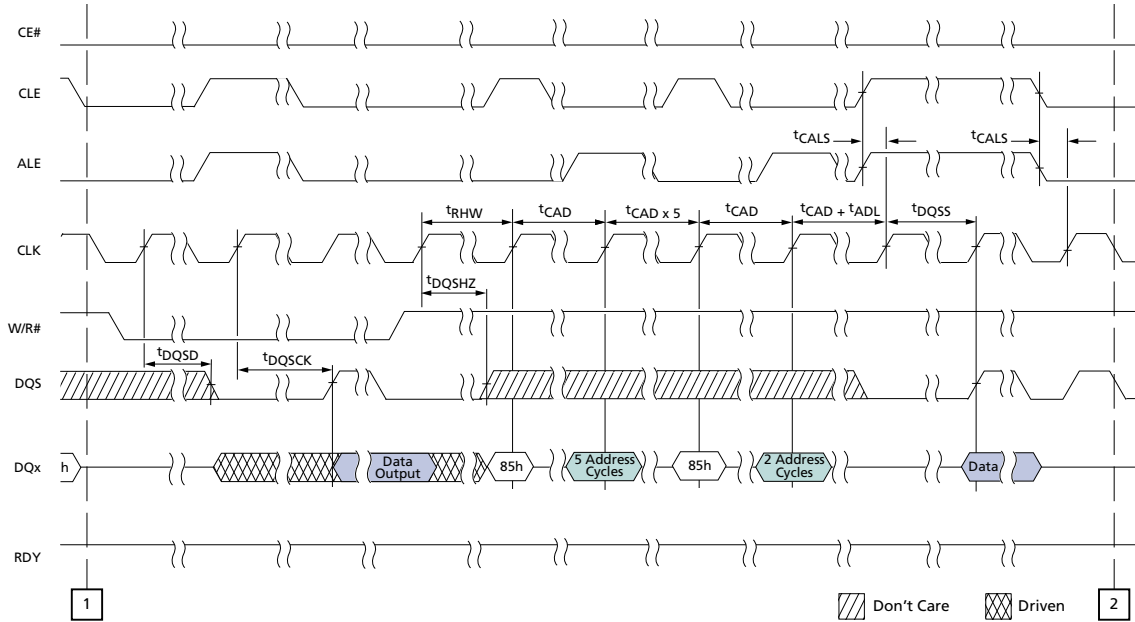 CE#
CLE
tCALS
tCALS
ALE
tRHW
tCAD
tCAD x 5
tCAD
tCAD + tADL
tDQSS
CLK
tDQSHZ
W/R#
tDQSD
tDQSCK
DQS
DQx
h
Data
Output
85h
5 Address
Cycles
85h
2 Address
Cycles
Data
RDY
1
Don't Care
Driven
2